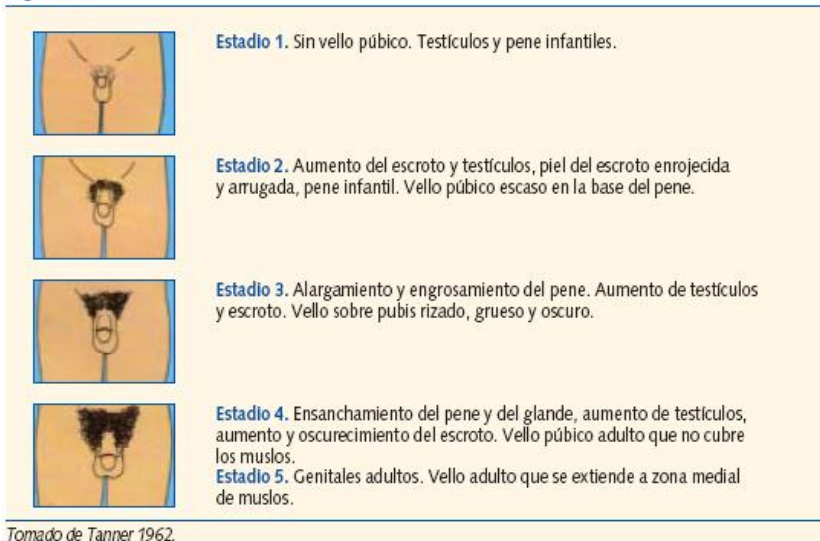 Estadio 1. Sin vello púbico. Testículos y pene infantiles.
Estadio 2. Aumento del escroto y testículos, piel del escroto enrojecida
y arrugada, pene infantil. Vello púbico escaso en la base del pene.
Estadio 3. Alargamiento y engrosamiento del pene. Aumento de testículos
y escroto. Vello sobre pubis rizado, grueso y oscuro.
Estadio 4. Ensanchamiento del pene y del glande, aumento de testículos,
aumento y oscurecimiento del escroto. Vello púbico adulto que no cubre
los muslos.
Estadio 5. Genitales adultos. Vello adulto que se extiende a zona medial
de muslos.
Tomado de Tanner 1962.